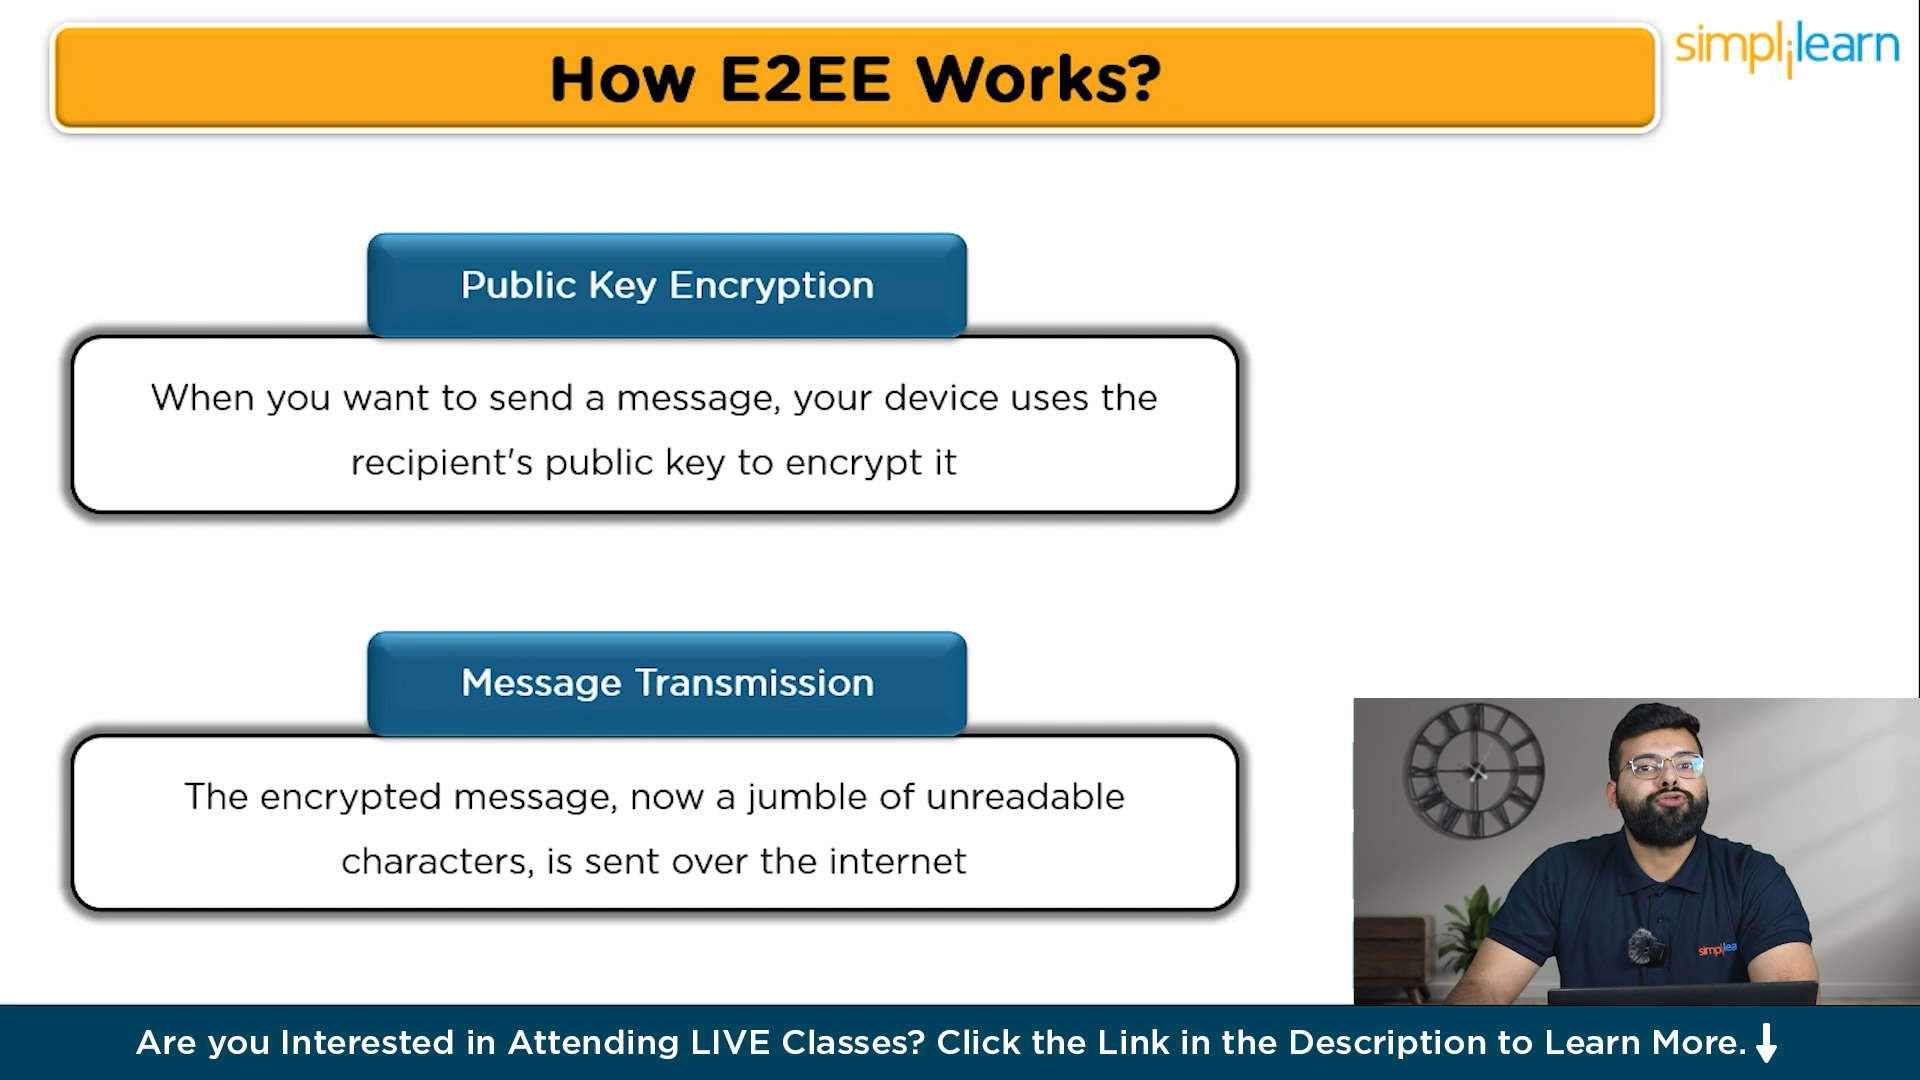 How E2EE Works?
simplilearn
Public Key Encryption
When you want to send a message, your device uses the
recipient's public key to encrypt it
Message Transmission
The encrypted message, now a jumble of unreadable
characters, is sent over the internet
simplilea
Are you Interested in Attending LIVE Classes? Click the Link in the Description to Learn More.